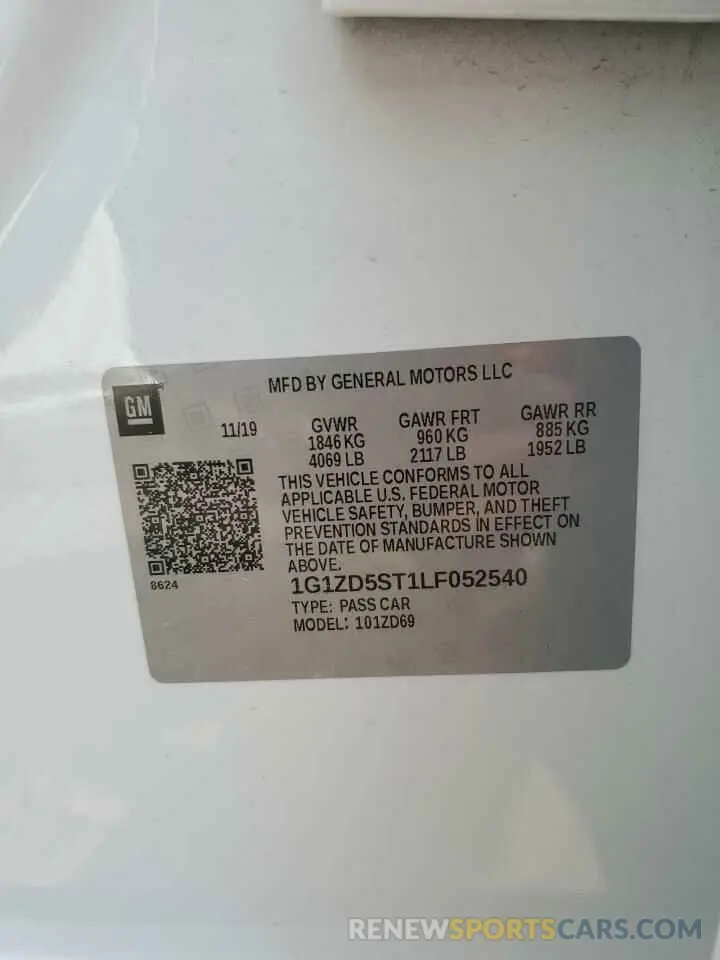 MFD BY GENERAL MOTORS LLC
GM
11/19 GVWR GAWR FRT GAWR RR
1846 KG 960 KG 885 KG
4069 LB 2117 LB 1952 LB
THIS VEHICLE CONFORMS TO ALL
APPLICABLE U.S. FEDERAL MOTOR
VEHICLE SAFETY, BUMPER, AND THEFT
PREVENTION STANDARDS IN EFFECT ON
THE DATE OF MANUFACTURE SHOWN
ABOVE.
8624
1G1ZD5ST1LF052540
TYPE: PASS CAR
MODEL: 101ZD69
RENEWSPORTSCARS.COM